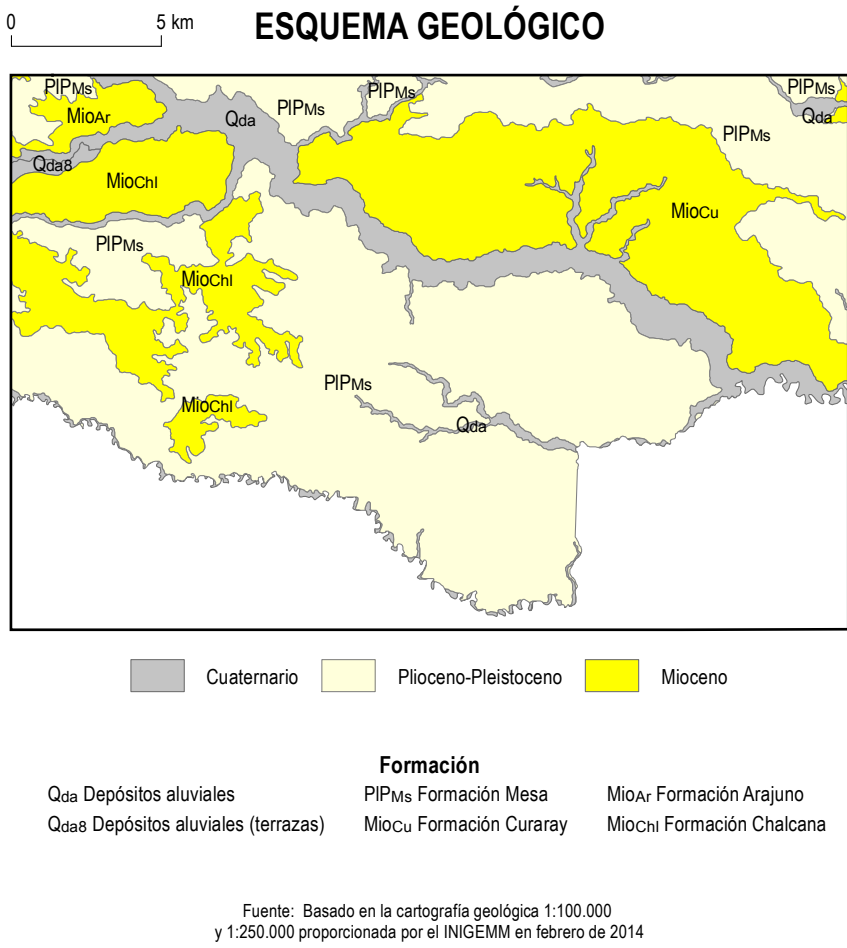 0 5 km
ESQUEMA GEOLÓGICO
PlPMs
PlPMs
PlPMs
PlPMs
MioAr
Qda
Qda
PlPMs
Qda8
MioChl
MioCu
PlPMs
MioChl
PlPMs
MioChl
Qda
Cuaternario
Plioceno-Pleistoceno
Mioceno
Formación
Qda Depósitos aluviales
PlPMs Formación Mesa
MioAr Formación Arajuno
Qda8 Depósitos aluviales (terrazas)
MioCu Formación Curaray
MioChl Formación Chalcana
Fuente: Basado en la cartografía geológica 1:100.000
y 1:250.000 proporcionada por el INIGEMM en febrero de 2014